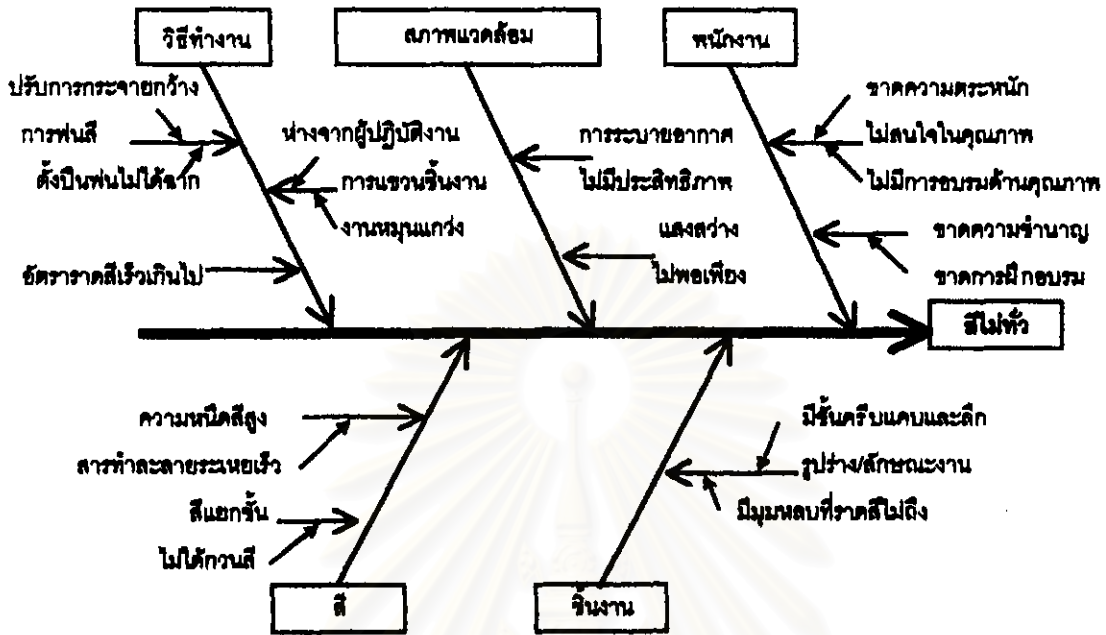 วิธีทำงาน
สภาพแวดล้อม
พนักงาน
ปรับการกระจายกว้าง
การพ่นสี
ตั้งปืนพ่นไม่ได้ฉาก
ห่างจากผู้ปฏิบัติงาน
การแขวนชิ้นงาน
งานหมุนแกว่ง
อัตราราดสีเร็วเกินไป
การระบายอากาศ
ไม่มีประสิทธิภาพ
แสงสว่าง
ไม่พอเพียง
ขาดความตระหนัก
ไม่สนใจในคุณภาพ
ไม่มีการอบรมด้านคุณภาพ
ขาดความชำนาญ
ขาดการฝึกอบรม
สีไม่ทั่ว
ความหนืดสีสูง
สารทำละลายระเหยเร็ว
สีแยกชั้น
ไม่ได้กวนสี
มีชั้นครีบแคบและลึก
รูปร่าง/ลักษณะงาน
มีมุมหลบที่ราดสีไม่ถึง
สี
ชิ้นงาน